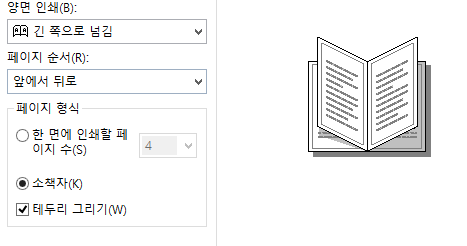 양면 인쇄(B):
긴 쪽으로 넘김
페이지 순서(R):
앞에서 뒤로
페이지 형식
한 면에 인쇄할 페
이지 수(S)
4
소책자(K)
테두리 그리기(W)